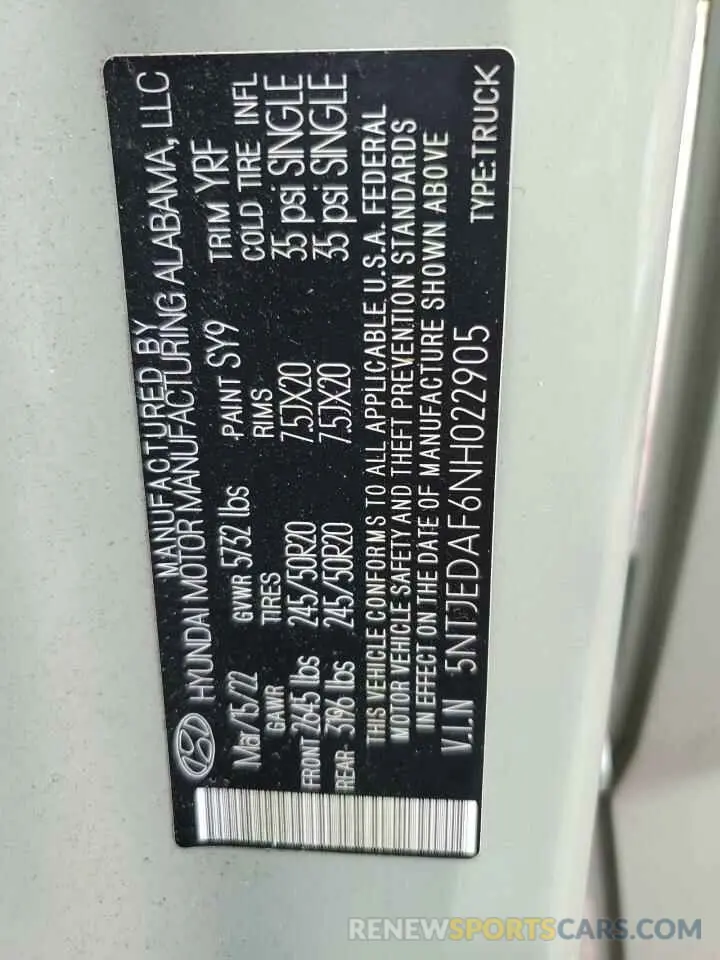 MANUFACTURED BY
HYUNDAI MOTOR MANUFACTURING ALABAMA, LLC
Mar/15/22 GVWR 5732 lbs PAINT SY9 TRIM YRF
GAWR TIRES RIMS COLD TIRE INFL
FRONT 2645 lbs 245/50R20 7.5JX20 35 psi SINGLE
REAR 3196 lbs 245/50R20 7.5JX20 35 psi SINGLE
THIS VEHICLE CONFORMS TO ALL APPLICABLE U.S.A. FEDERAL
MOTOR VEHICLE SAFETY AND THEFT PREVENTION STANDARDS
IN EFFECT ON THE DATE OF MANUFACTURE SHOWN ABOVE
V.I.N 5NTJEDAF6NH022905 TYPE:TRUCK
RENEWSPORTSCARS.COM